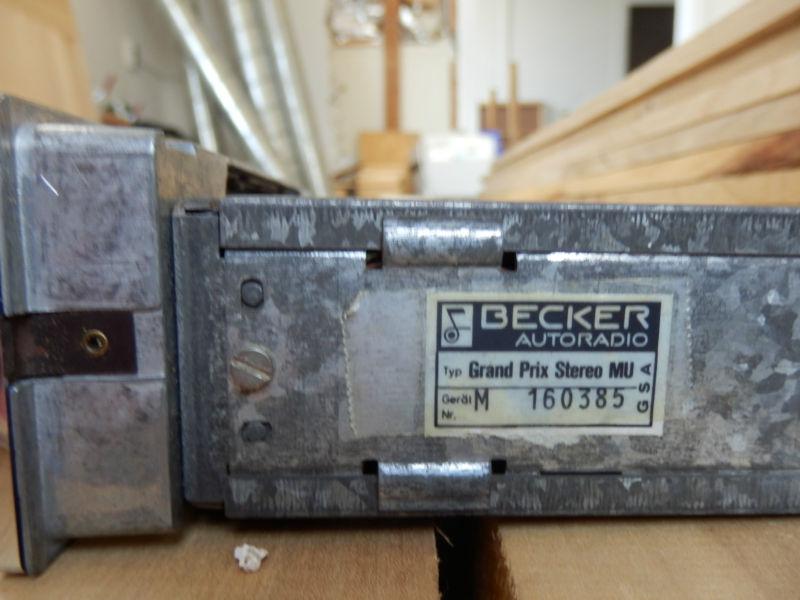 BECKER
AUTORADIO
Typ Grand Prix Stereo MU
Gerät Nr. M 160385
GSA